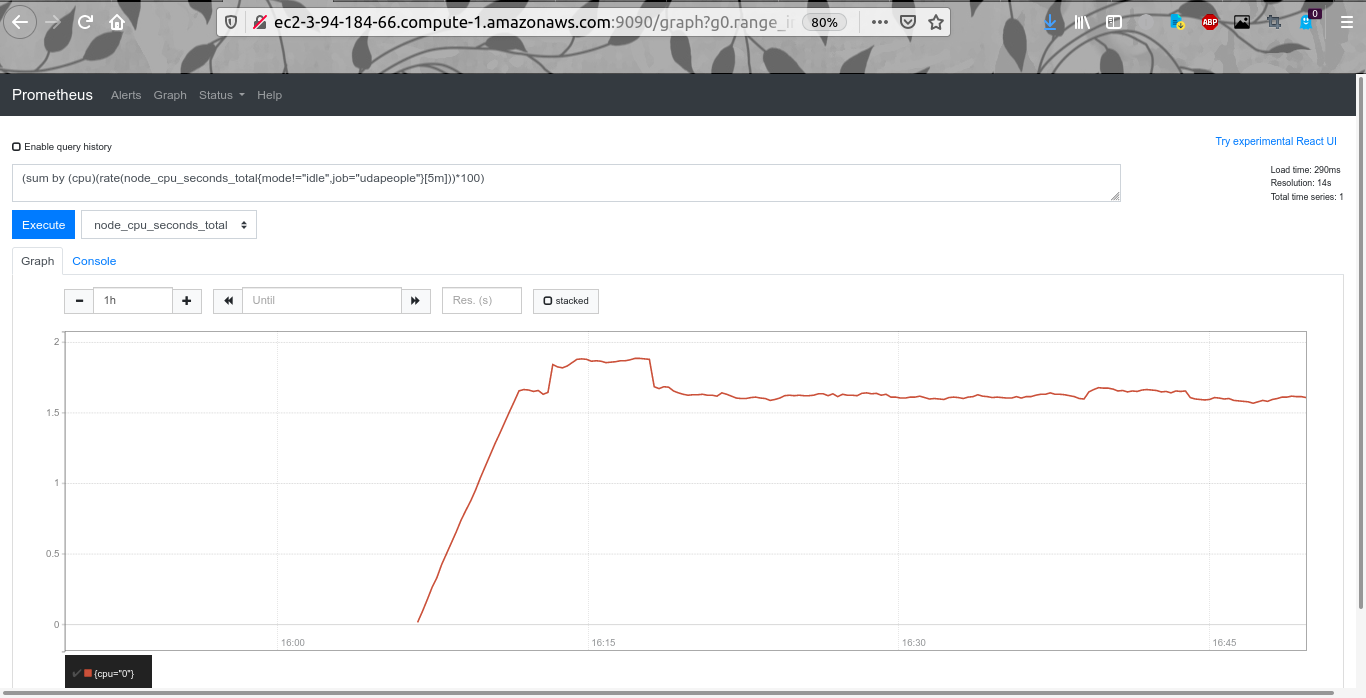 ec2-3-94-184-66.compute-1.amazonaws.com:9090/graph?g0.range_i
80%
ABP
0
Prometheus Alerts Graph Status Help
Enable query history
Try experimental React UI
(sum by (cpu)(rate(node_cpu_seconds_total{mode!="idle",job="udapeople"}[5m]))*100)
Load time: 290ms
Resolution: 14s
Total time series: 1
Execute node_cpu_seconds_total
Graph Console
1h Until Res. (s) stacked
2
1.5
1
0.5
0
16:00 16:15 16:30 16:45
{cpu="0"}